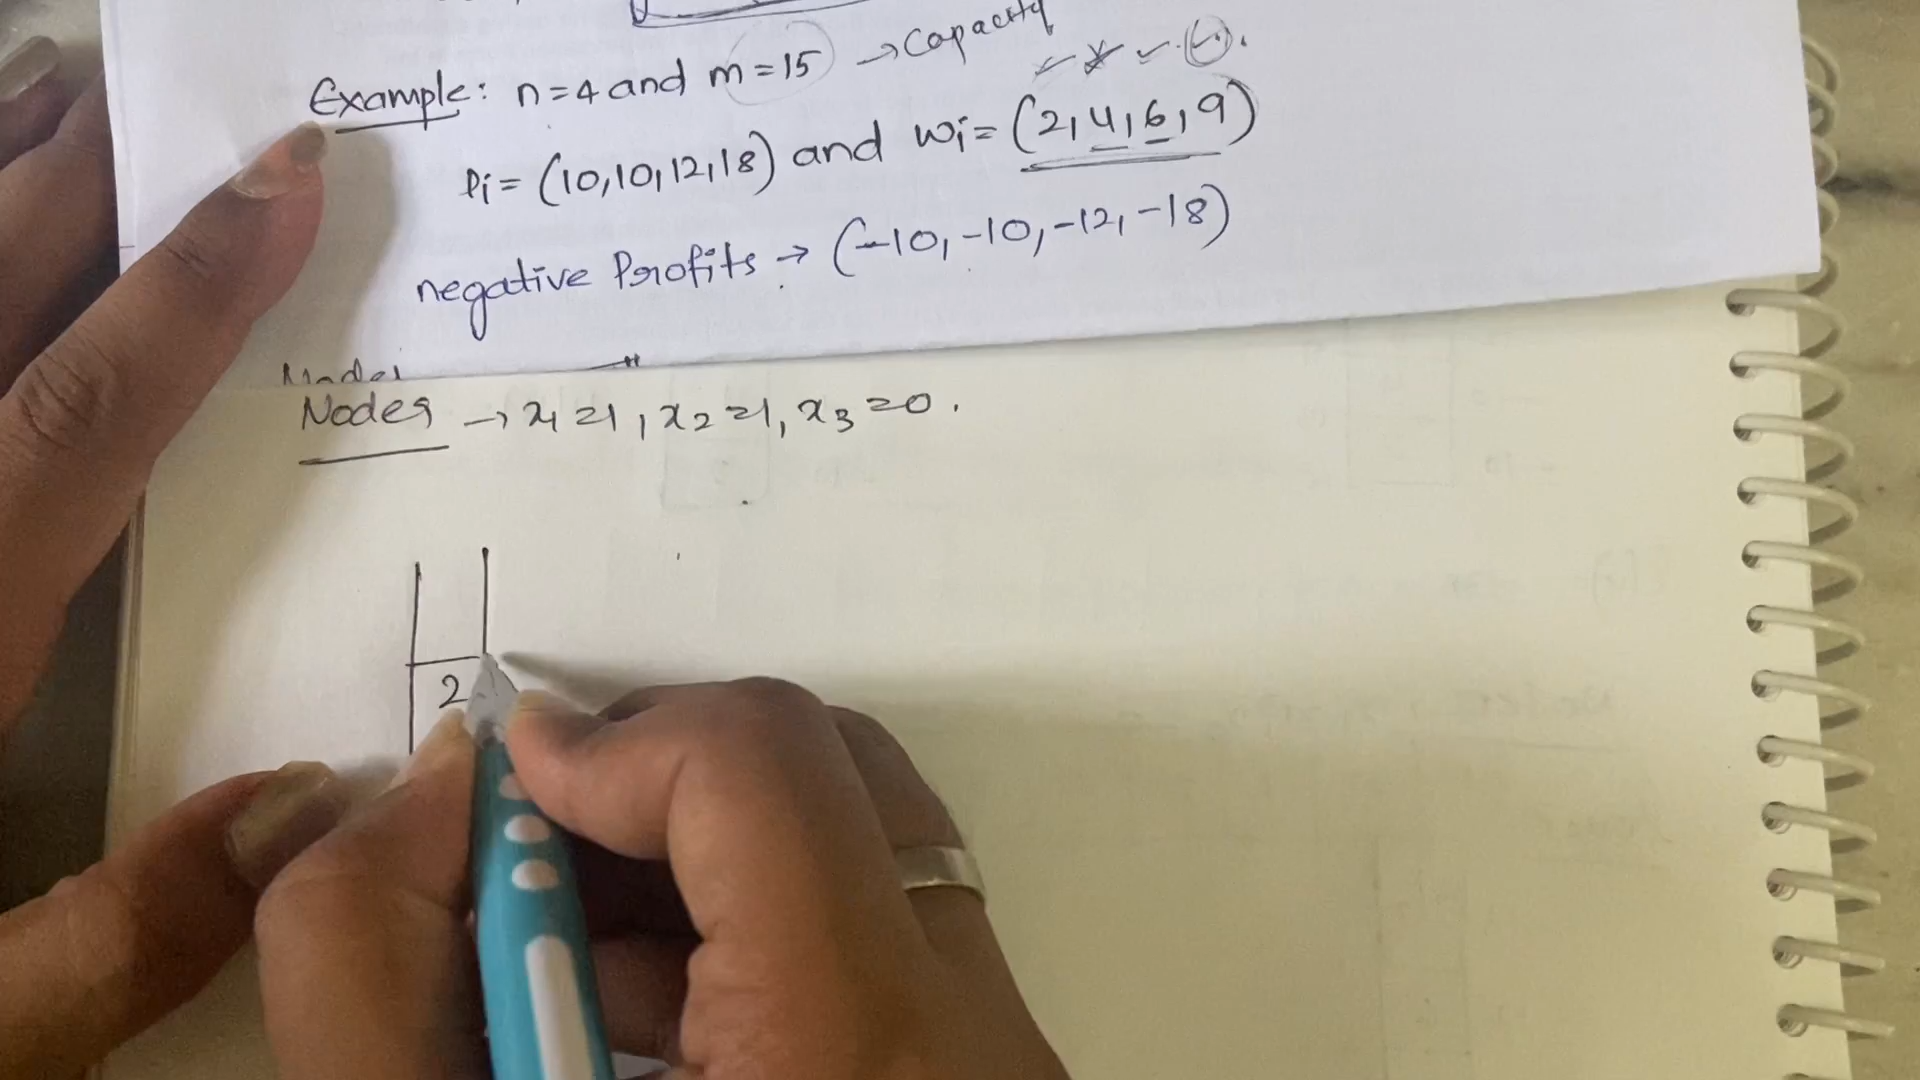 Example: n=4 and m=15 → Capacity
Pi= (10,10,12,18) and wi= (2,4,6,9)
negative Profits → (-10,-10,-12,-18)
Nodes
Nodes → x1=1, x2=1, x3=0.
2